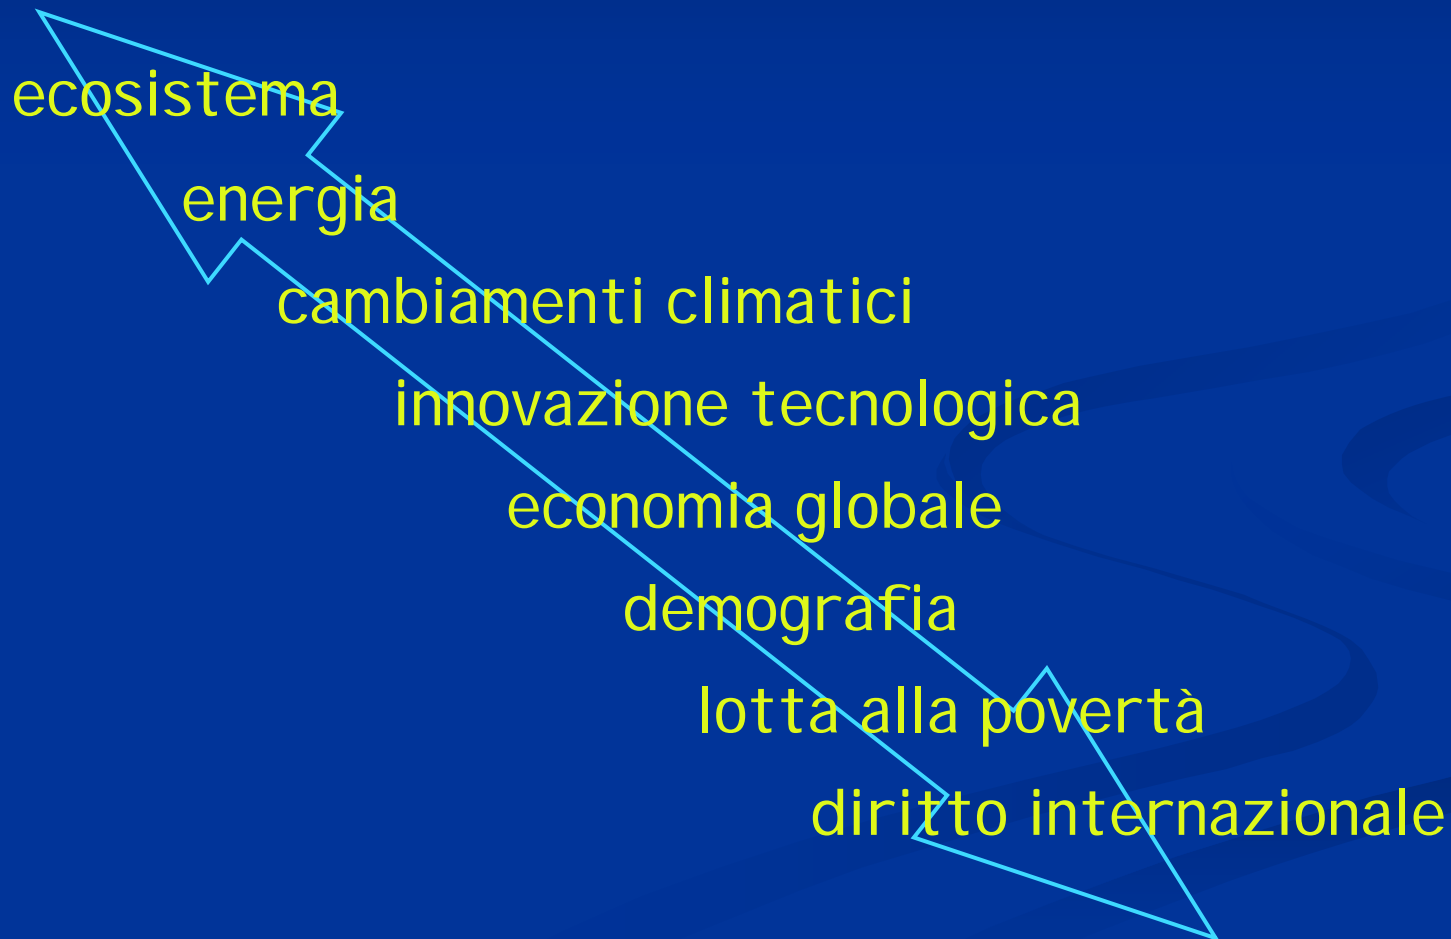 ecosistema
energia
cambiamenti climatici
innovazione tecnologica
economia globale
demografia
lotta alla povertà
diritto internazionale